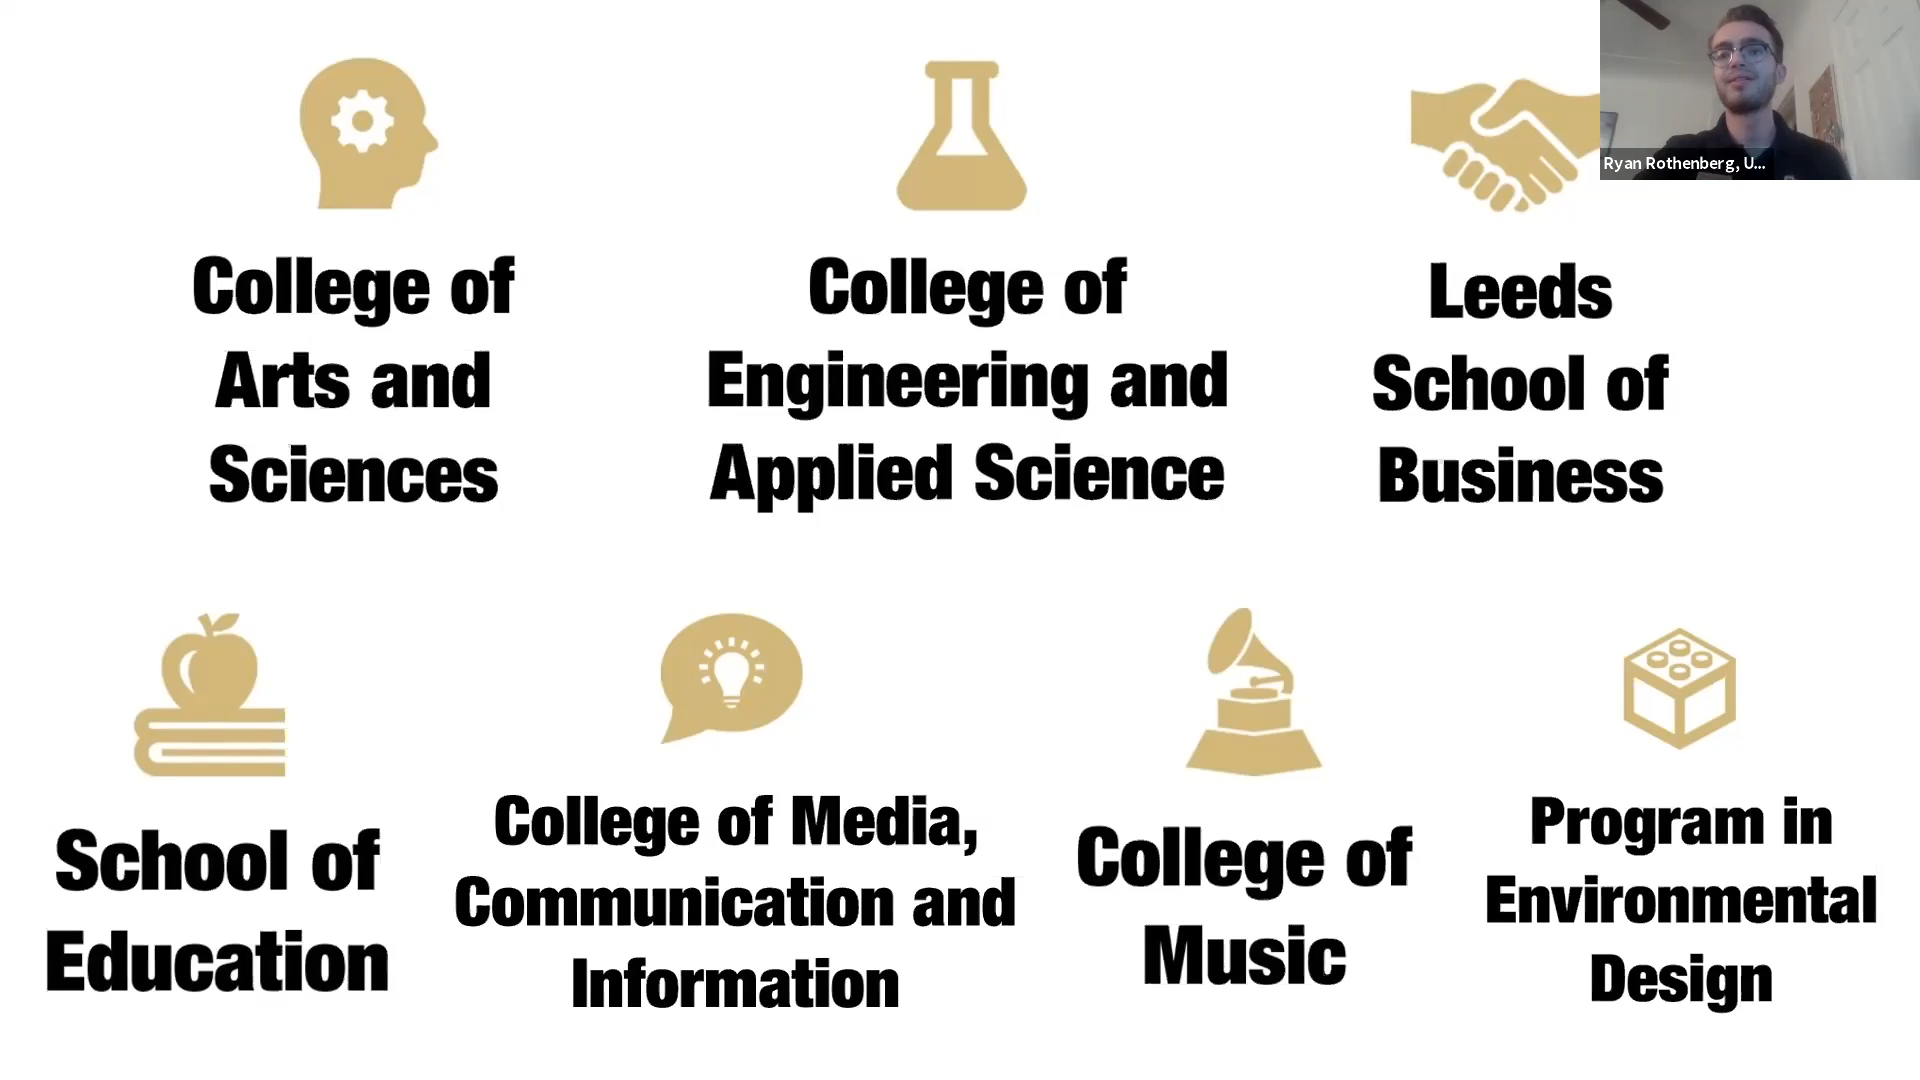 Ryan Rothenberg, U...
College of
Arts and
Sciences
College of
Engineering and
Applied Science
Leeds
School of
Business
School of
Education
College of Media,
Communication and
Information
College of
Music
Program in
Environmental
Design